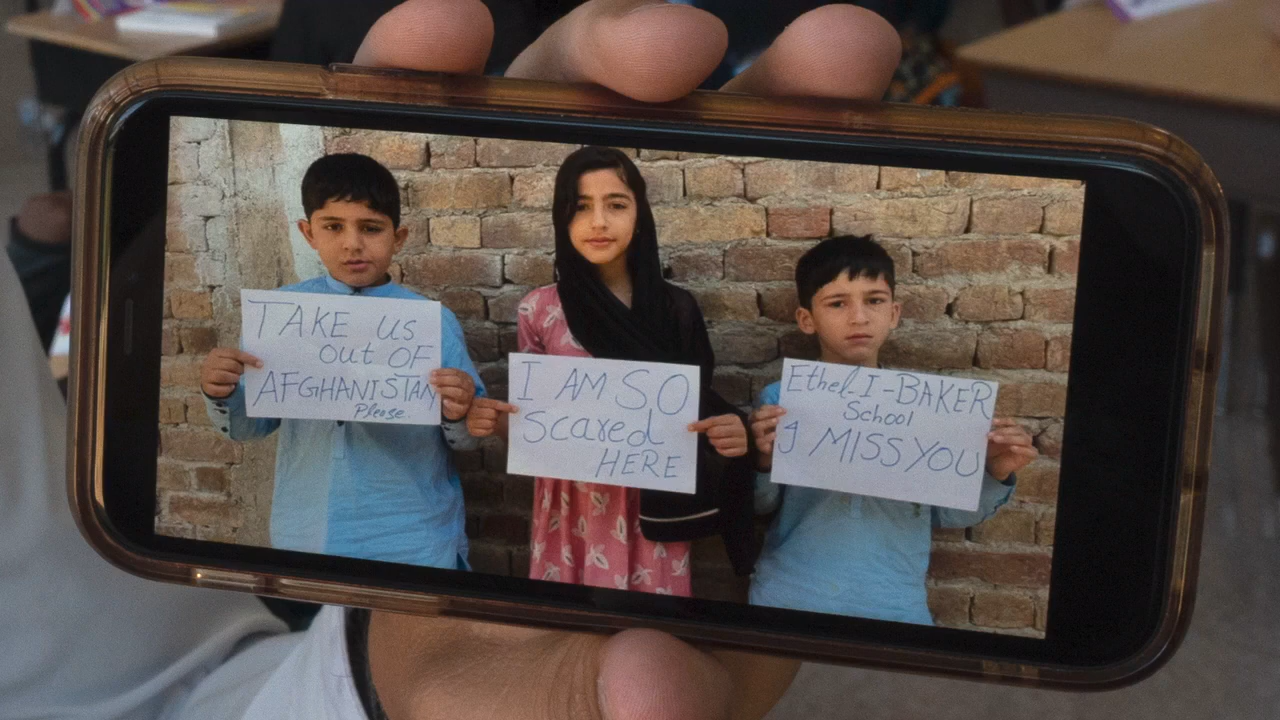 TAKE us
out OF
AFGHANISTAN
Please.
I AM SO
Scared
HERE
Ethel-I-BAKER
School
I MISS YOU